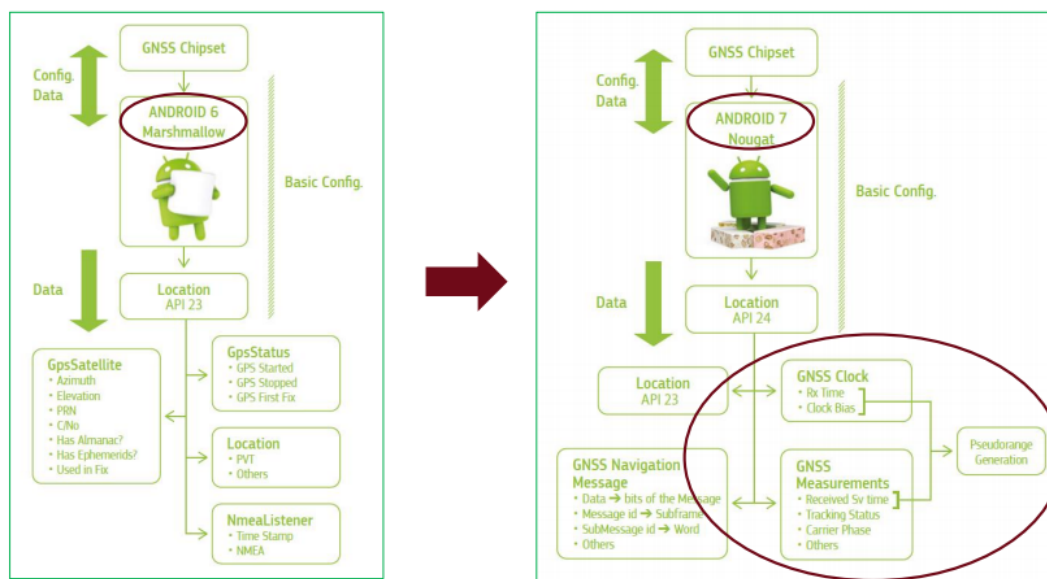 GNSS Chipset
Config.
Data
ANDROID 6
Marshmallow
Basic Config.
Data
Location
API 23
GpsSatellite
• Azimuth
• Elevation
• PRN
• C/No
• Has Almanac?
• Has Ephemerids?
• Used in Fix
GpsStatus
• GPS Started
• GPS Stopped
• GPS First Fix
Location
• PVT
• Others
NmeaListener
• Time Stamp
• NMEA
GNSS Chipset
Config.
Data
ANDROID 7
Nougat
Basic Config.
Data
Location
API 24
Location
API 23
GNSS Clock
• Rx Time
• Clock Bias
Pseudorange
Generation
GNSS Navigation
Message
• Data → bits of the Message
• Message id → Subframe
• SubMessage id → Word
• Others
GNSS
Measurements
• Received Sv time
• Tracking Status
• Carrier Phase
• Others